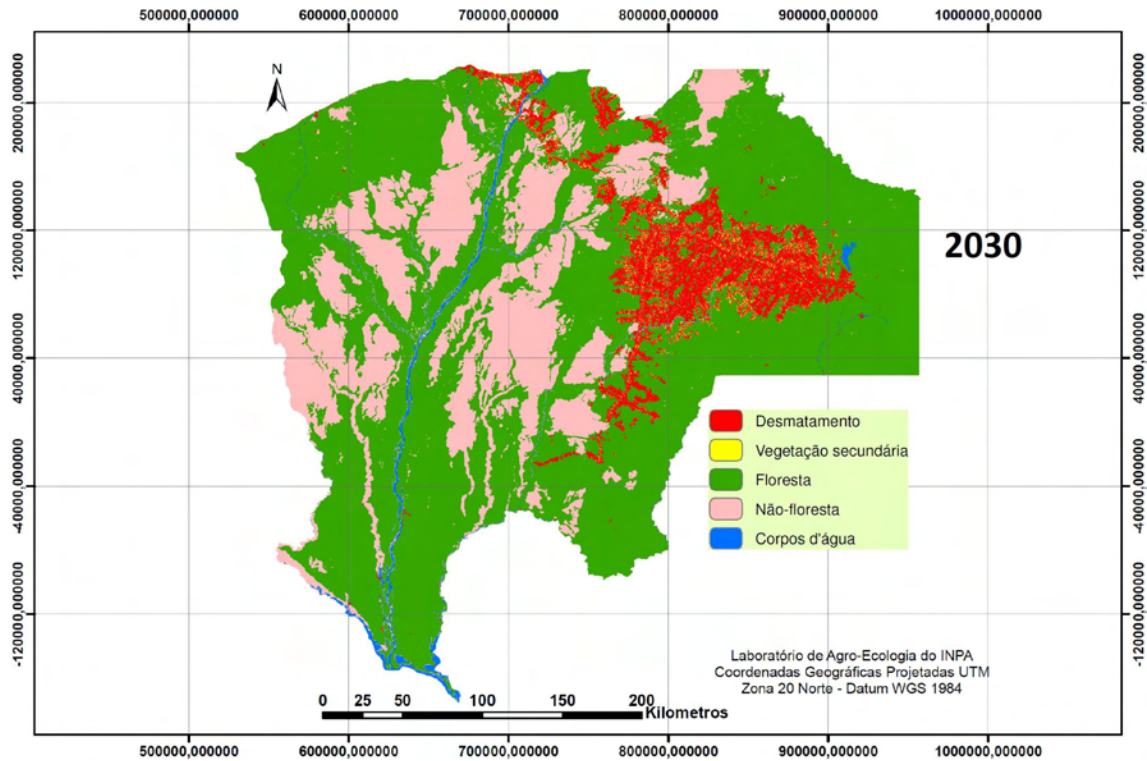 500000,000000 600000,000000 700000,000000 800000,000000 900000,000000 1000000,000000
N
200000,000000 200000,000000
120000,000000 120000,000000
2030
40000,000000 40000,000000
Desmatamento
Vegetação secundária
Floresta
-40000,000000 -40000,000000
Não-floresta
Corpos d'água
-120000,000000 -120000,000000
Laboratório de Agro-Ecologia do INPA
Coordenadas Geográficas Projetadas UTM
Zona 20 Norte - Datum WGS 1984
0 25 50 100 150 200
Kilometros
500000,000000 600000,000000 700000,000000 800000,000000 900000,000000 1000000,000000